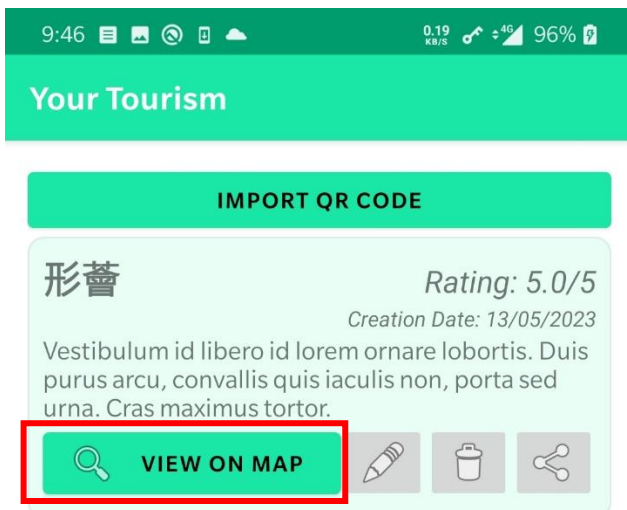 9:46 0.19 KB/S 4G 96%
Your Tourism
IMPORT QR CODE
形薈
Rating: 5.0/5
Creation Date: 13/05/2023
Vestibulum id libero id lorem ornare lobortis. Duis
purus arcu, convallis quis iaculis non, porta sed
urna. Cras maximus tortor.
VIEW ON MAP